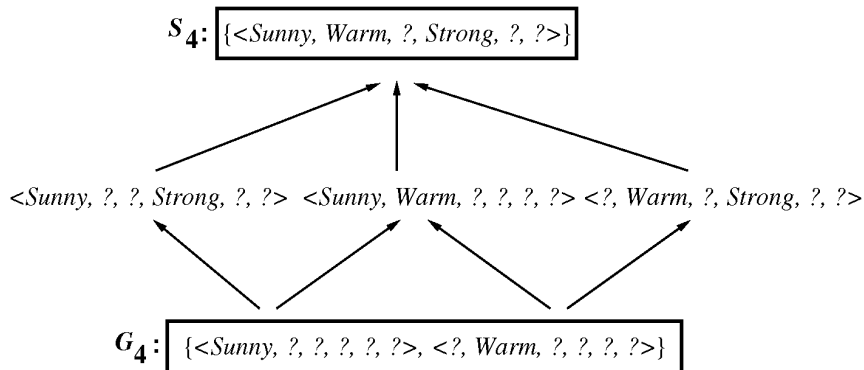 S4: {<Sunny, Warm, ?, Strong, ?, ?>}
<Sunny, ?, ?, Strong, ?, ?> <Sunny, Warm, ?, ?, ?, ?> <?, Warm, ?, Strong, ?, ?>
G4: {<Sunny, ?, ?, ?, ?, ?>, <?, Warm, ?, ?, ?, ?>}